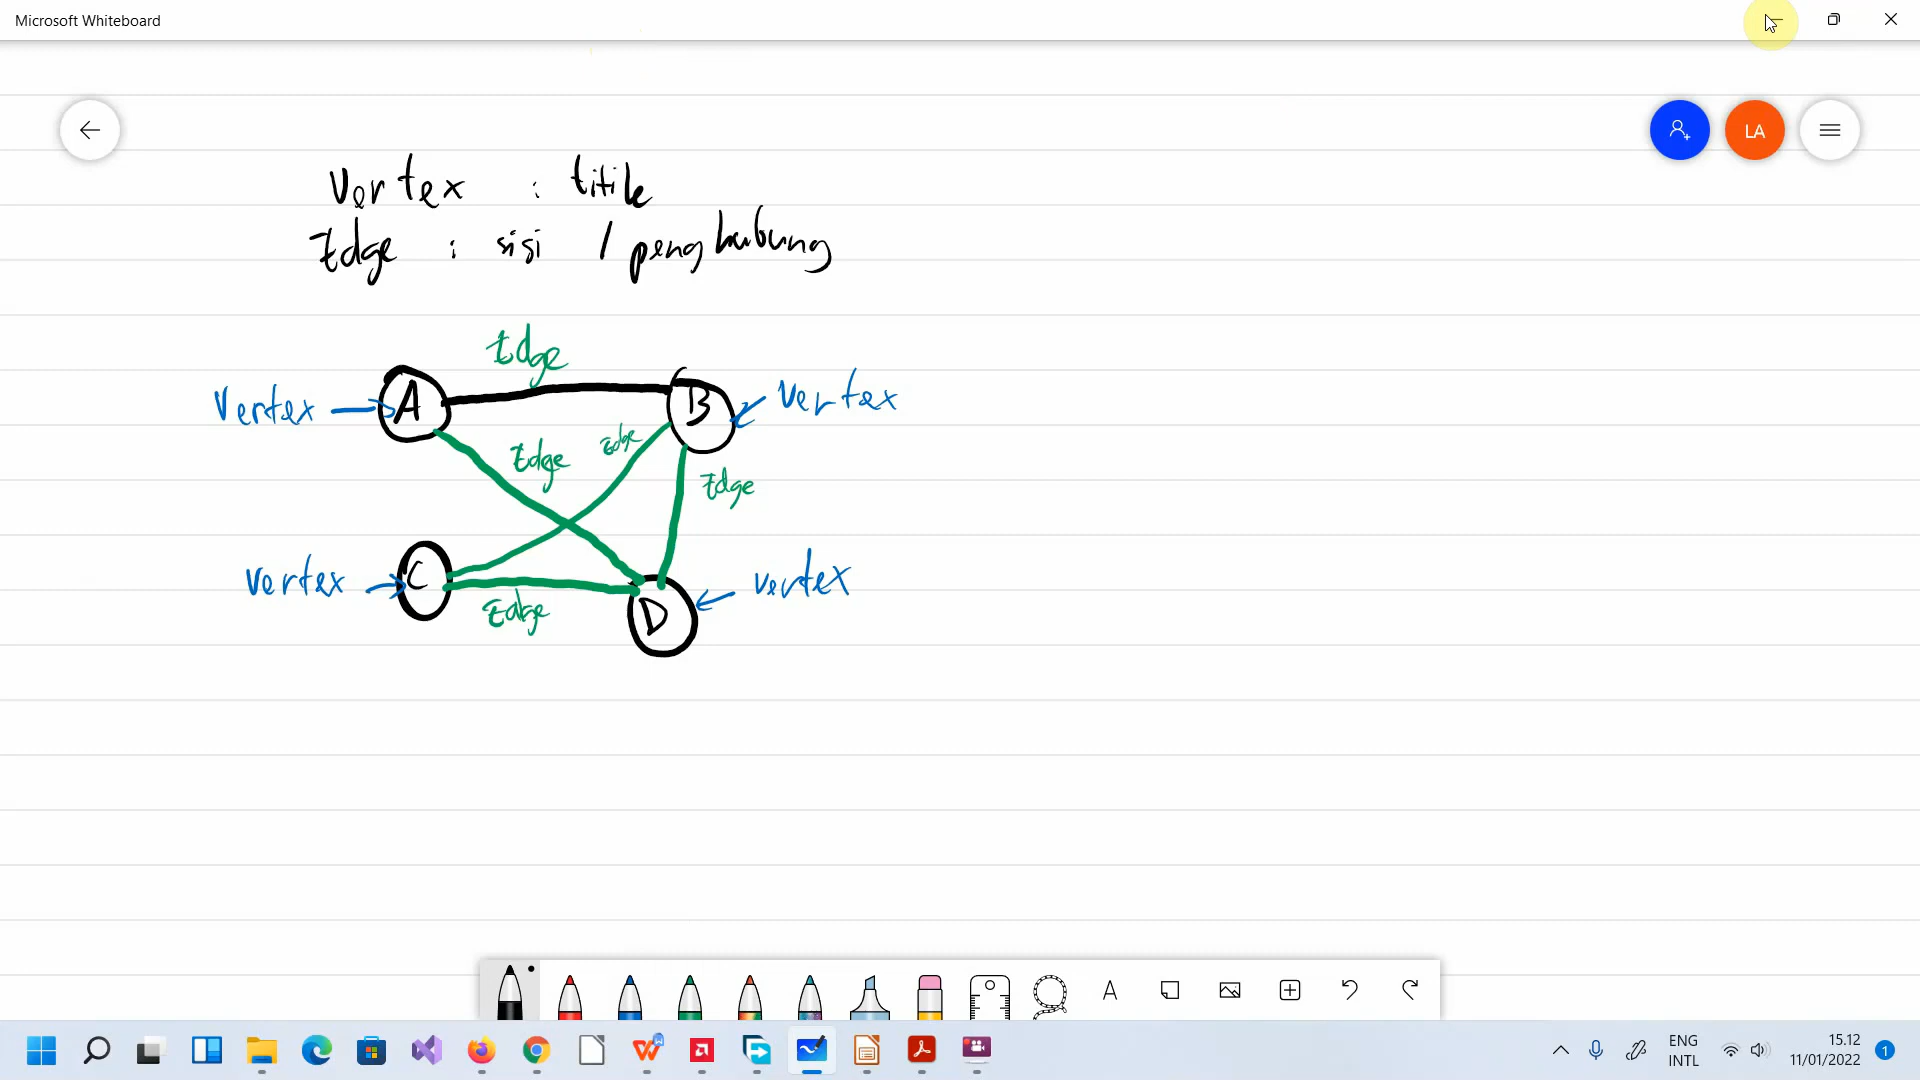 Microsoft Whiteboard
LA
Vertex : titik
Edge : sisi / penghubung
Edge
Vertex A B Vertex
Edge Edge
Edge
Vertex C D Vertex
Edge
A
ENG
INTL
15.12
11/01/2022
1